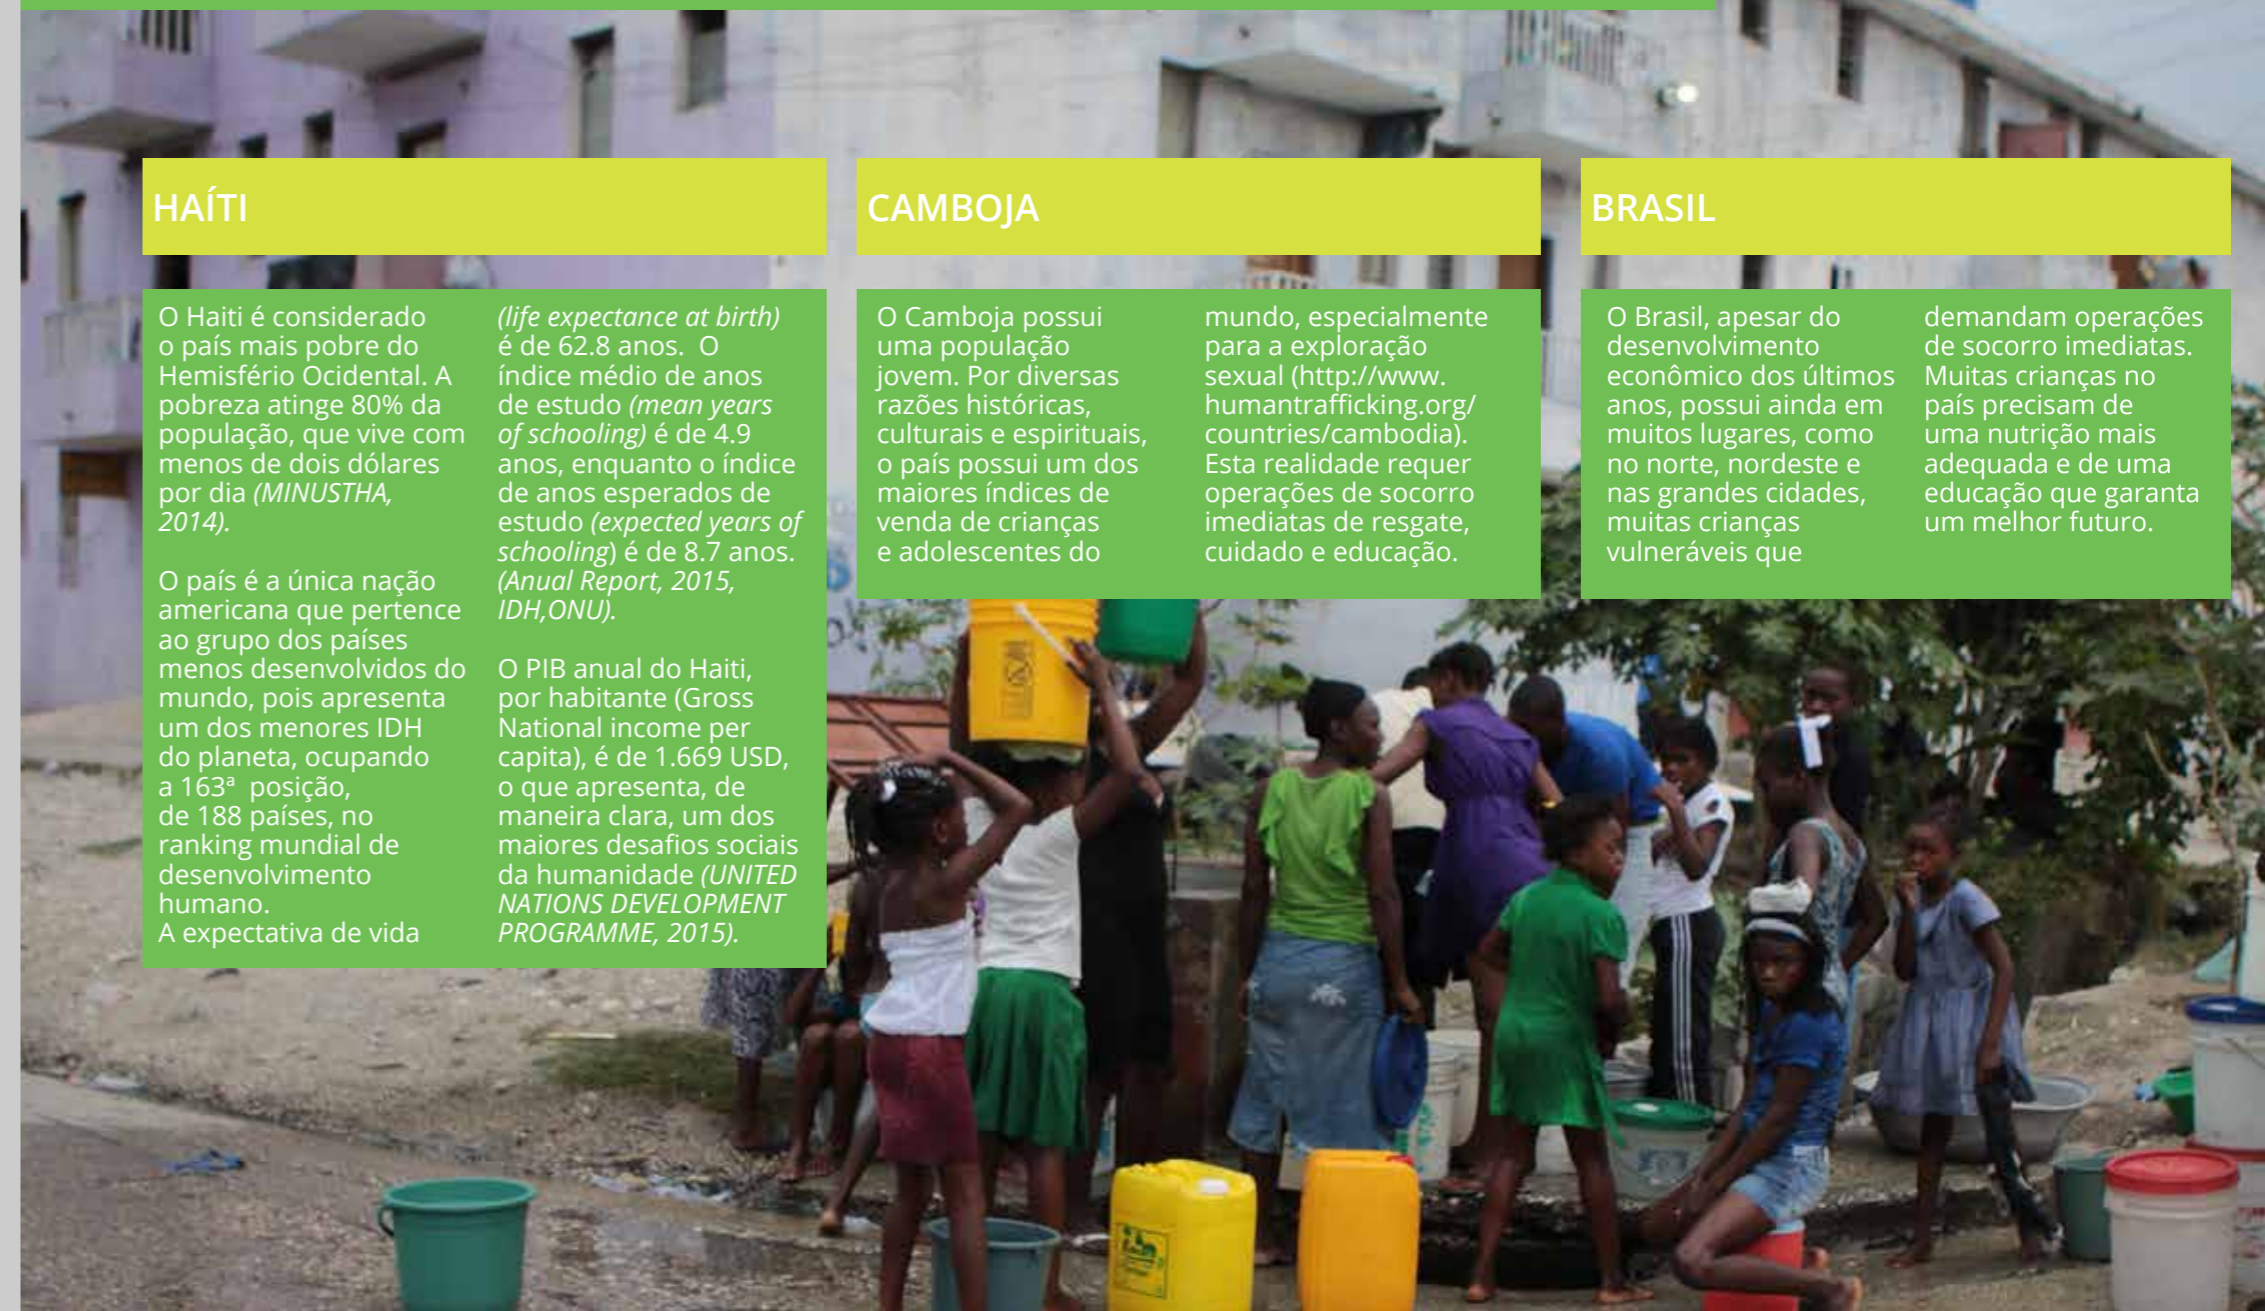 HAÍTI
O Haiti é considerado
o país mais pobre do
Hemisfério Ocidental. A
pobreza atinge 80% da
população, que vive com
menos de dois dólares
por dia (MINUSTHA,
2014).
O país é a única nação
americana que pertence
ao grupo dos países
menos desenvolvidos do
mundo, pois apresenta
um dos menores IDH
do planeta, ocupando
a 163ª posição,
de 188 países, no
ranking mundial de
desenvolvimento
humano.
A expectativa de vida
(life expectance at birth)
é de 62.8 anos. O
índice médio de anos
de estudo (mean years
of schooling) é de 4.9
anos, enquanto o índice
de anos esperados de
estudo (expected years of
schooling) é de 8.7 anos.
(Anual Report, 2015,
IDH,ONU).
O PIB anual do Haiti,
por habitante (Gross
National income per
capita), é de 1.669 USD,
o que apresenta, de
maneira clara, um dos
maiores desafios sociais
da humanidade (UNITED
NATIONS DEVELOPMENT
PROGRAMME, 2015).
CAMBOJA
O Camboja possui
uma população
jovem. Por diversas
razões históricas,
culturais e espirituais,
o país possui um dos
maiores índices de
venda de crianças
e adolescentes do
mundo, especialmente
para a exploração
sexual (http://www.
humantrafficking.org/
countries/cambodia).
Esta realidade requer
operações de socorro
imediatas de resgate,
cuidado e educação.
BRASIL
O Brasil, apesar do
desenvolvimento
econômico dos últimos
anos, possui ainda em
muitos lugares, como
no norte, nordeste e
nas grandes cidades,
muitas crianças
vulneráveis que
demandam operações
de socorro imediatas.
Muitas crianças no
país precisam de
uma nutrição mais
adequada e de uma
educação que garanta
um melhor futuro.